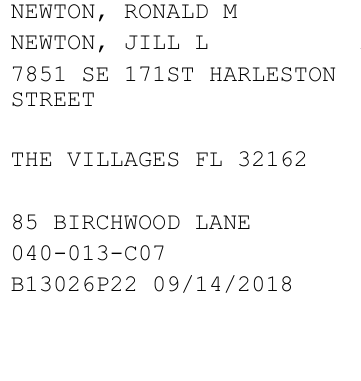 NEWTON, RONALD M
NEWTON, JILL L
7851 SE 171ST HARLESTON
STREET
THE VILLAGES FL 32162
85 BIRCHWOOD LANE
040-013-C07
B13026P22 09/14/2018